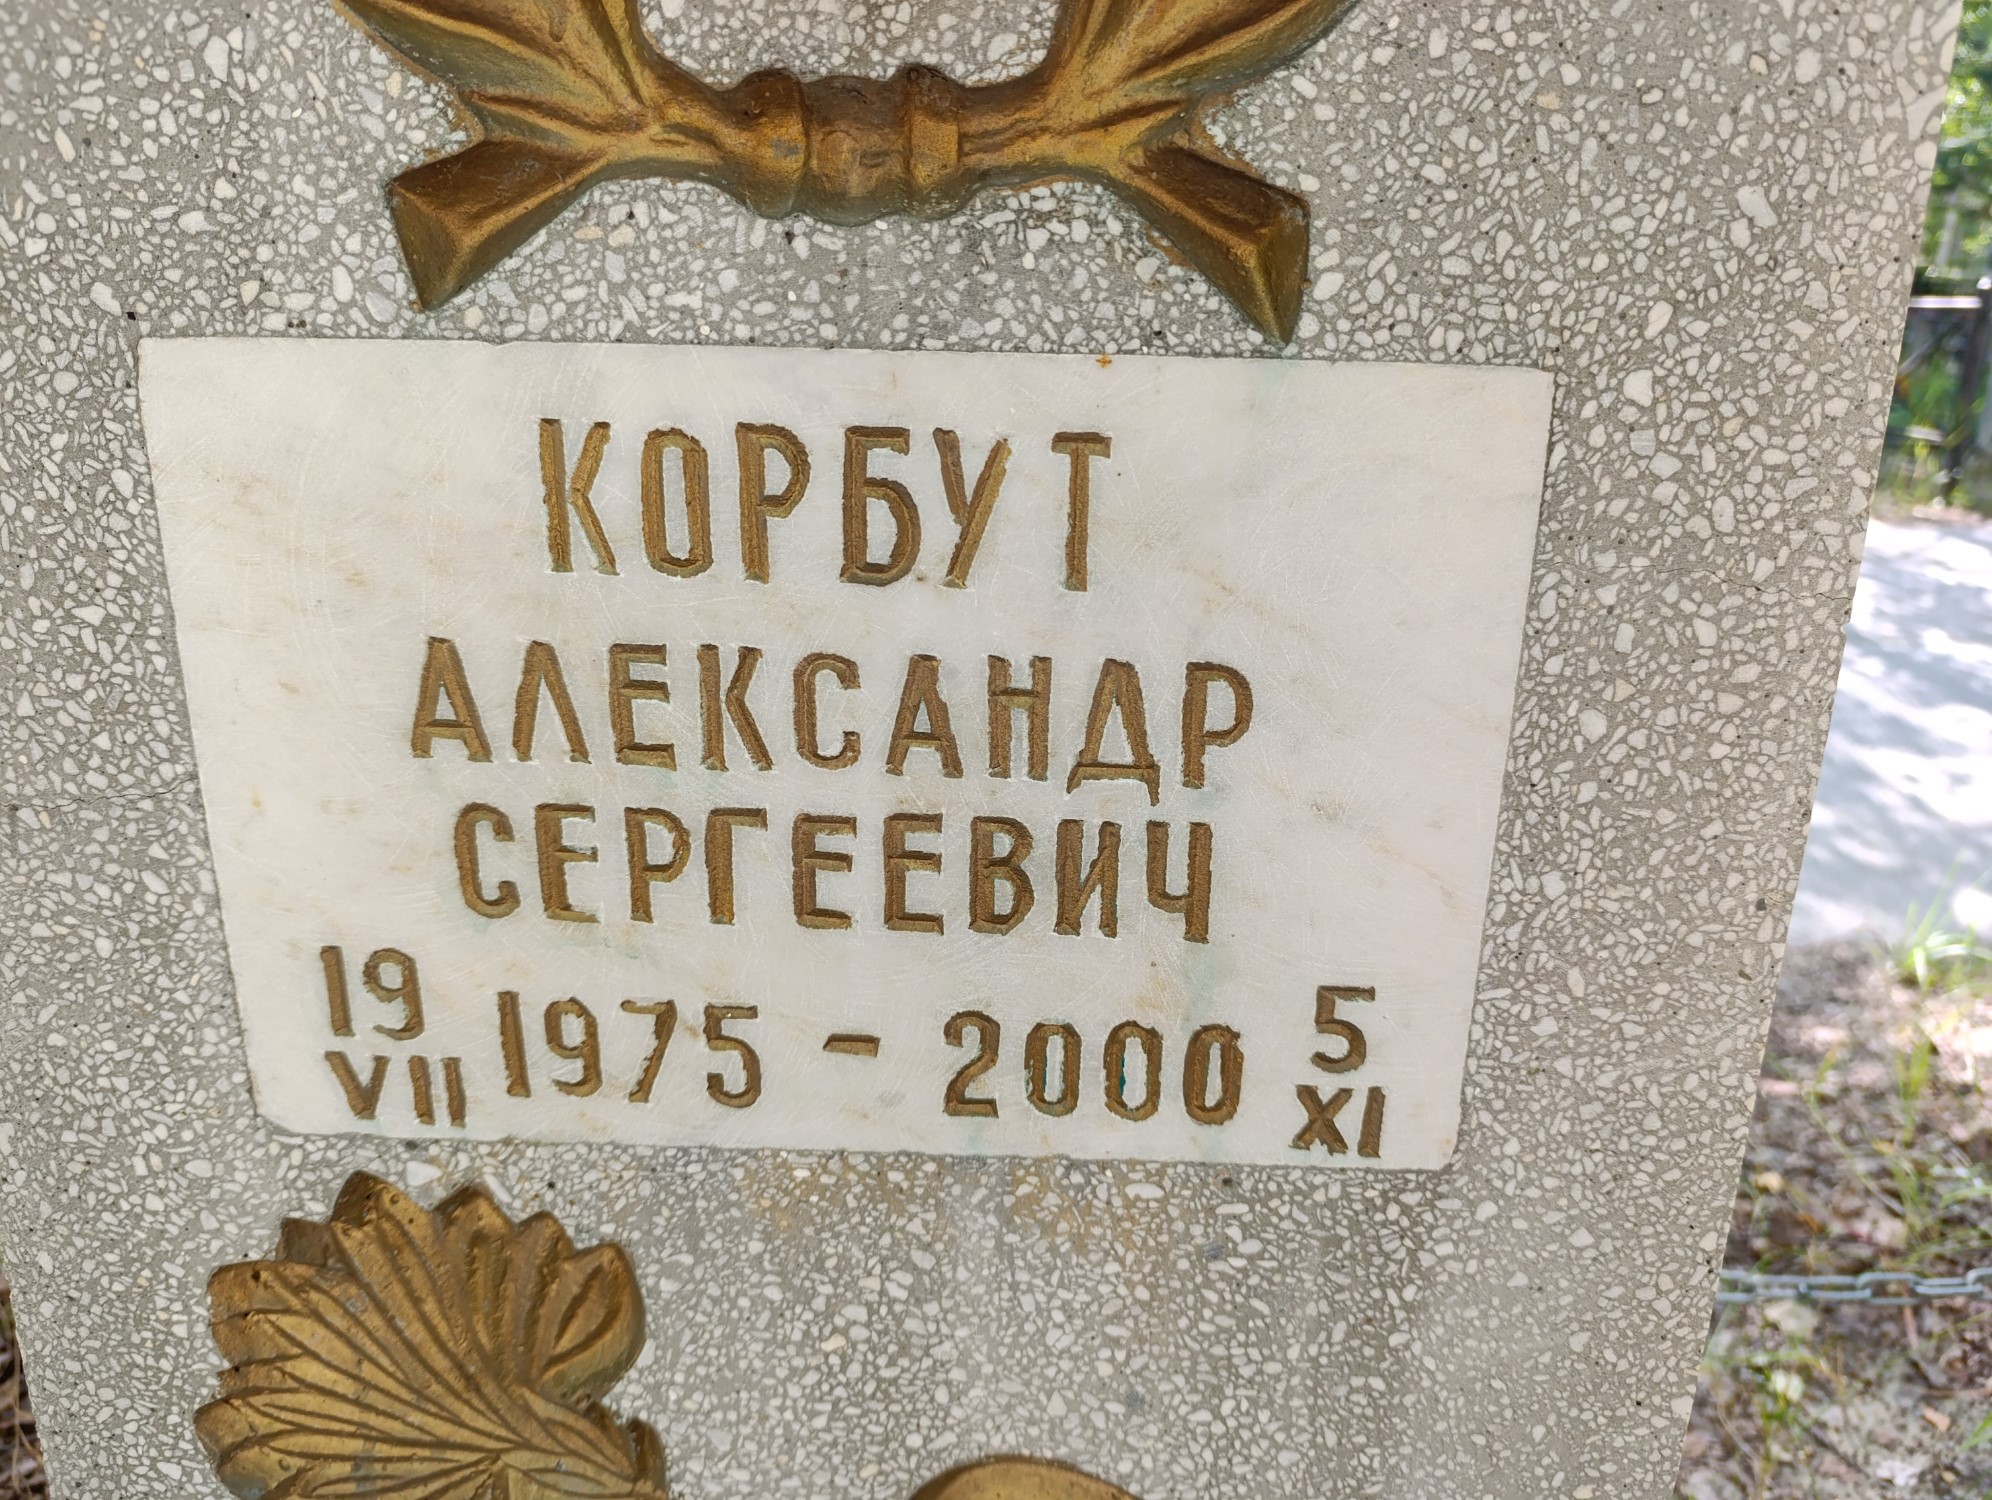 КОРБУТ
АЛЕКСАНДР
СЕРГЕЕВИЧ
19 VII 1975 - 2000 5 XI